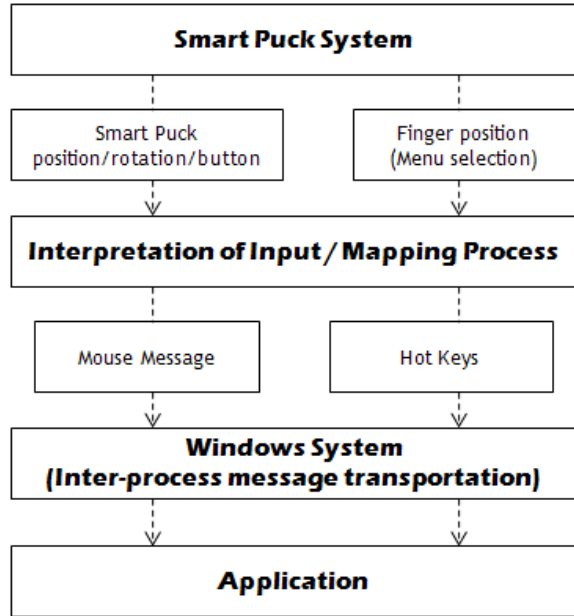 Smart Puck System
Smart Puck
position/rotation/button
Finger position
(Menu selection)
Interpretation of Input / Mapping Process
Mouse Message
Hot Keys
Windows System
(Inter-process message transportation)
Application